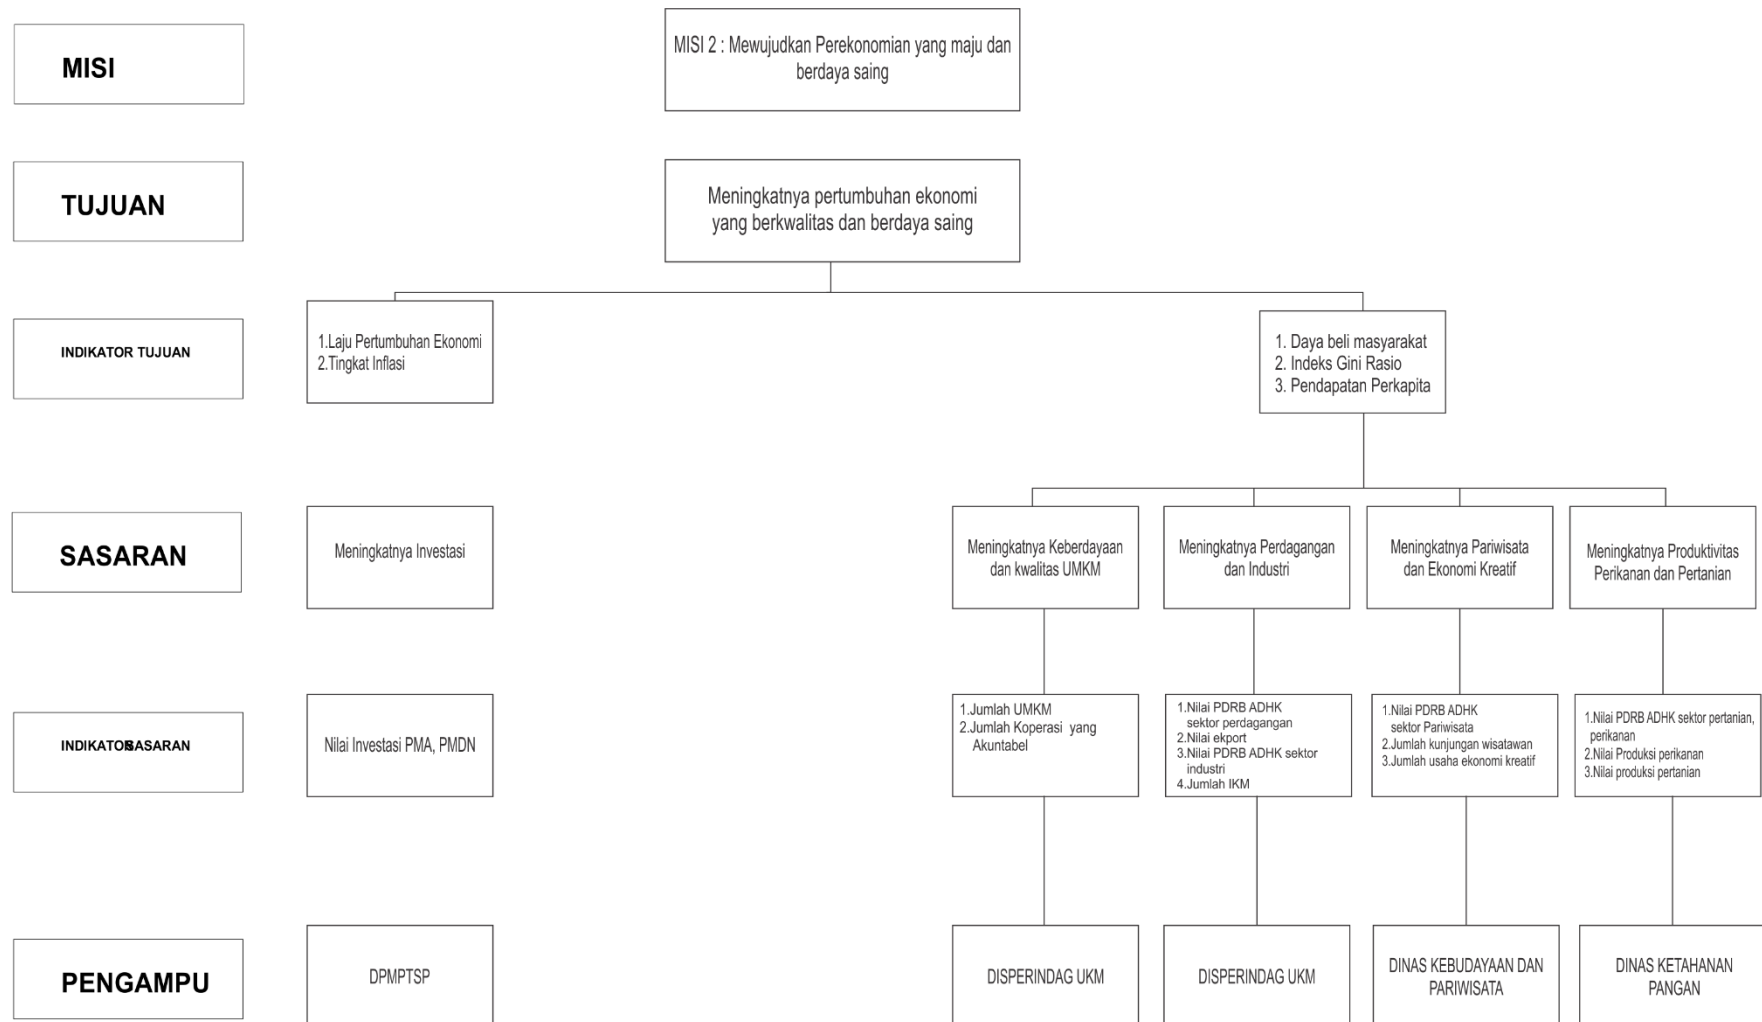 MISI
MISI 2 : Mewujudkan Perekonomian yang maju dan
berdaya saing
TUJUAN
Meningkatnya pertumbuhan ekonomi
yang berkwalitas dan berdaya saing
INDIKATOR TUJUAN
1.Laju Pertumbuhan Ekonomi
2.Tingkat Inflasi
1. Daya beli masyarakat
2. Indeks Gini Rasio
3. Pendapatan Perkapita
SASARAN
Meningkatnya Investasi
Meningkatnya Keberdayaan
dan kwalitas UMKM
Meningkatnya Perdagangan
dan Industri
Meningkatnya Pariwisata
dan Ekonomi Kreatif
Meningkatnya Produktivitas
Perikanan dan Pertanian
INDIKATOR SASARAN
Nilai Investasi PMA, PMDN
1.Jumlah UMKM
2.Jumlah Koperasi yang
Akuntabel
1.Nilai PDRB ADHK
sektor perdagangan
2.Nilai ekport
3.Nilai PDRB ADHK sektor
industri
4.Jumlah IKM
1.Nilai PDRB ADHK
sektor Pariwisata
2.Jumlah kunjungan wisatawan
3.Jumlah usaha ekonomi kreatif
1.Nilai PDRB ADHK sektor pertanian,
perikanan
2.Nilai Produksi perikanan
3.Nilai produksi pertanian
PENGAMPU
DPMPTSP
DISPERINDAG UKM
DISPERINDAG UKM
DINAS KEBUDAYAAN DAN
PARIWISATA
DINAS KETAHANAN
PANGAN